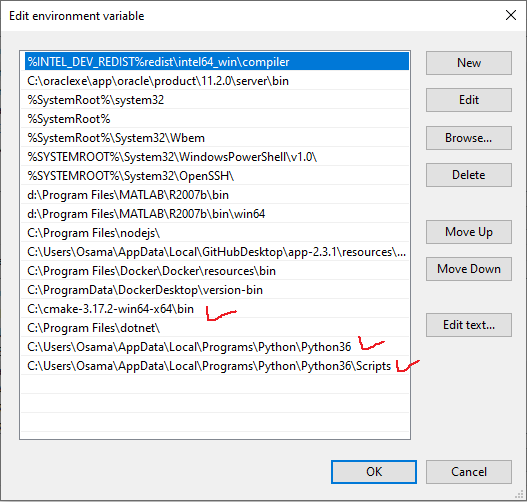 Edit environment variable
%INTEL_DEV_REDIST%redist\intel64_win\compiler
C:\oraclexe\app\oracle\product\11.2.0\server\bin
%SystemRoot%\system32
%SystemRoot%
%SystemRoot%\System32\Wbem
%SYSTEMROOT%\System32\WindowsPowerShell\v1.0\
%SYSTEMROOT%\System32\OpenSSH\
d:\Program Files\MATLAB\R2007b\bin
d:\Program Files\MATLAB\R2007b\bin\win64
C:\Program Files\nodejs\
C:\Users\Osama\AppData\Local\GitHubDesktop\app-2.3.1\resources\...
C:\Program Files\Docker\Docker\resources\bin
C:\ProgramData\DockerDesktop\version-bin
C:\cmake-3.17.2-win64-x64\bin
C:\Program Files\dotnet\
C:\Users\Osama\AppData\Local\Programs\Python\Python36
C:\Users\Osama\AppData\Local\Programs\Python\Python36\Scripts
New
Edit
Browse...
Delete
Move Up
Move Down
Edit text...
OK
Cancel